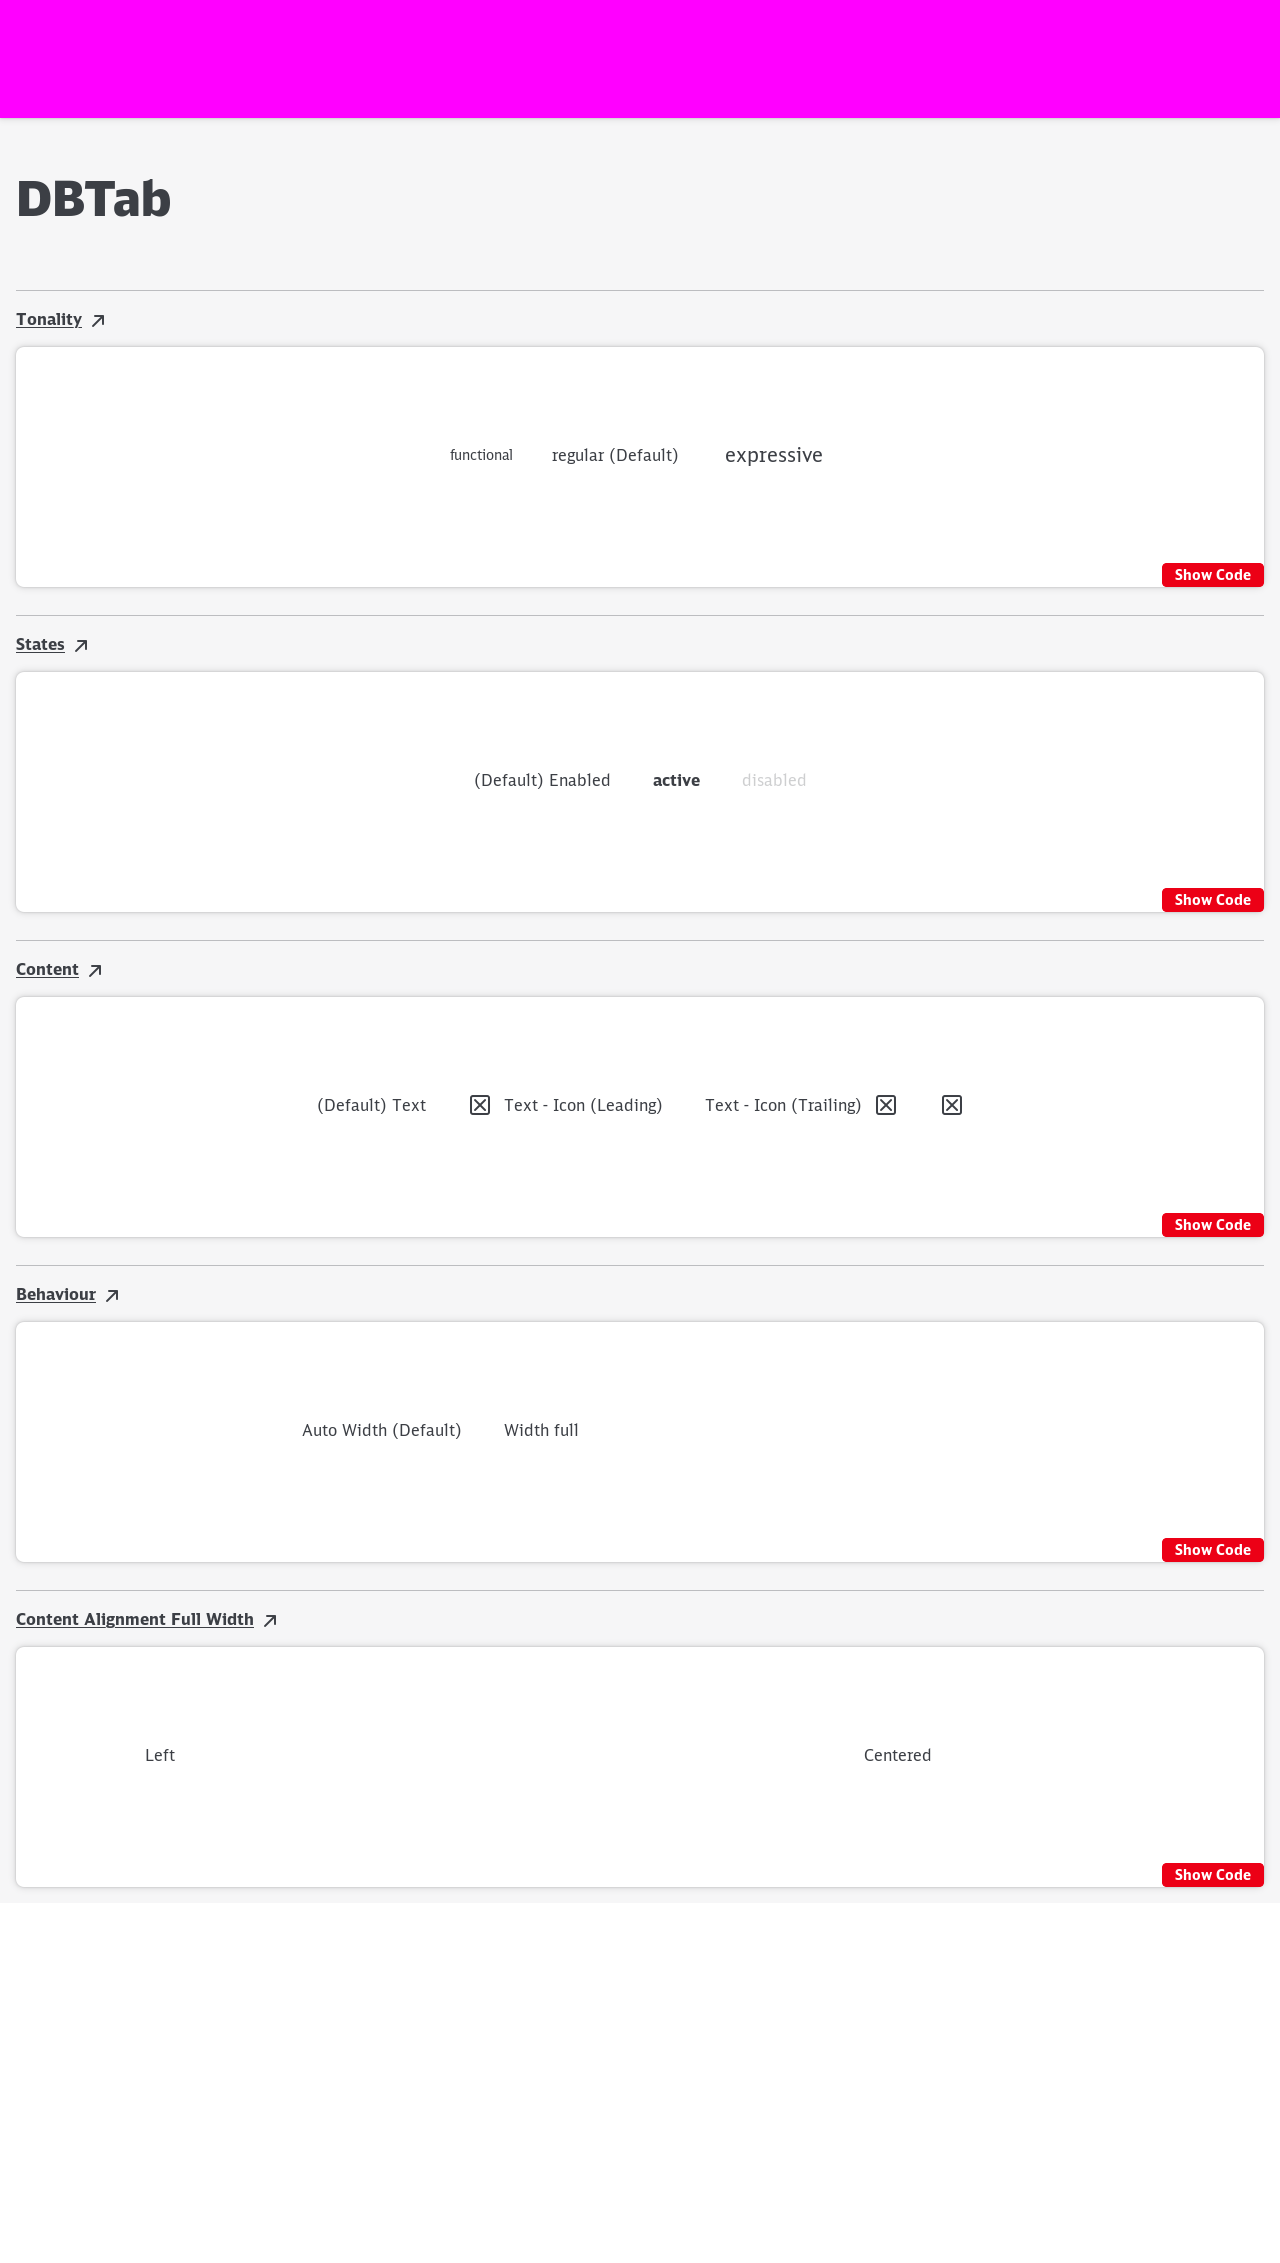 DBTab
Tonality
functional regular (Default) expressive
Show Code
States
(Default) Enabled active disabled
Show Code
Content
(Default) Text Text - Icon (Leading) Text - Icon (Trailing)
Show Code
Behaviour
Auto Width (Default) Width full
Show Code
Content Alignment Full Width
Left Centered
Show Code